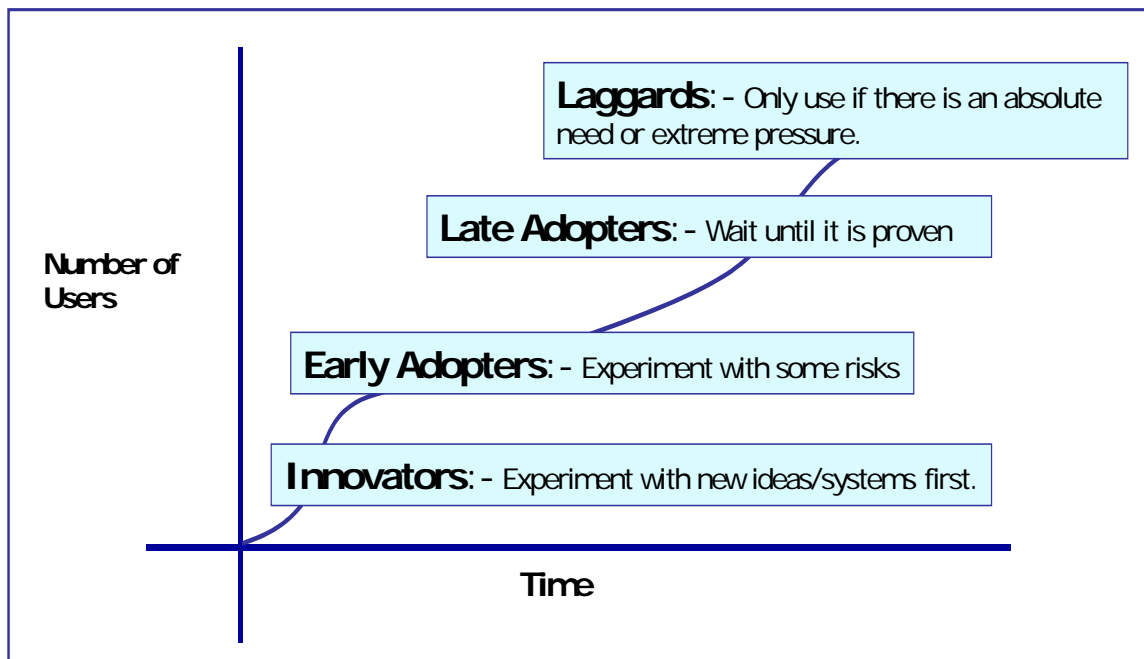 Laggards: - Only use if there is an absolute
need or extreme pressure.
Late Adopters: - Wait until it is proven
Number of
Users
Early Adopters: - Experiment with some risks
Innovators: - Experiment with new ideas/systems first.
Time